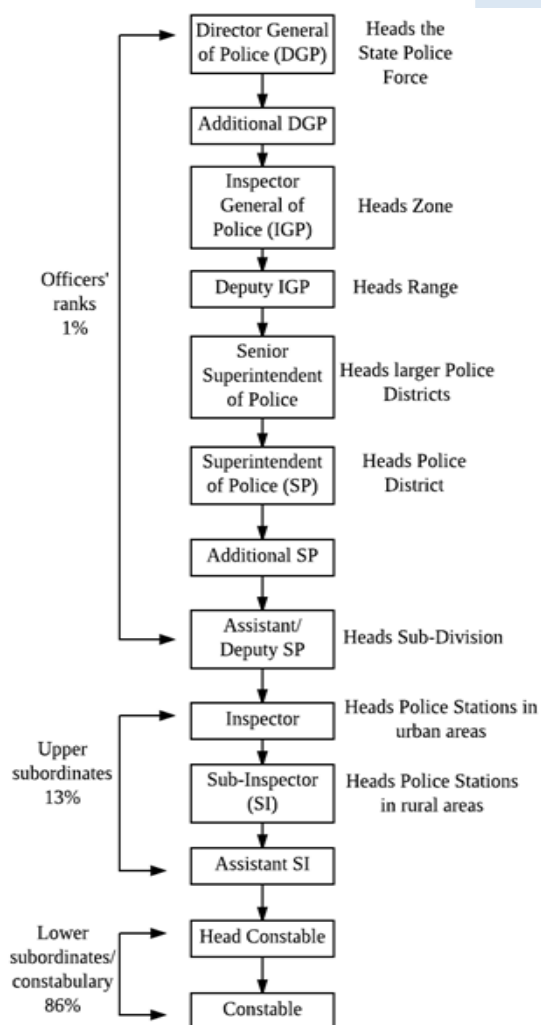 Director General
of Police (DGP)
Heads the
State Police
Force
Additional DGP
Inspector
General of
Police (IGP)
Heads Zone
Officers'
ranks
1%
Deputy IGP
Heads Range
Senior
Superintendent
of Police
Heads larger Police
Districts
Superintendent
of Police (SP)
Heads Police
District
Additional SP
Assistant/
Deputy SP
Heads Sub-Division
Inspector
Heads Police Stations in
urban areas
Upper
subordinates
13%
Sub-Inspector
(SI)
Heads Police Stations
in rural areas
Assistant SI
Lower
subordinates/
constabulary
86%
Head Constable
Constable